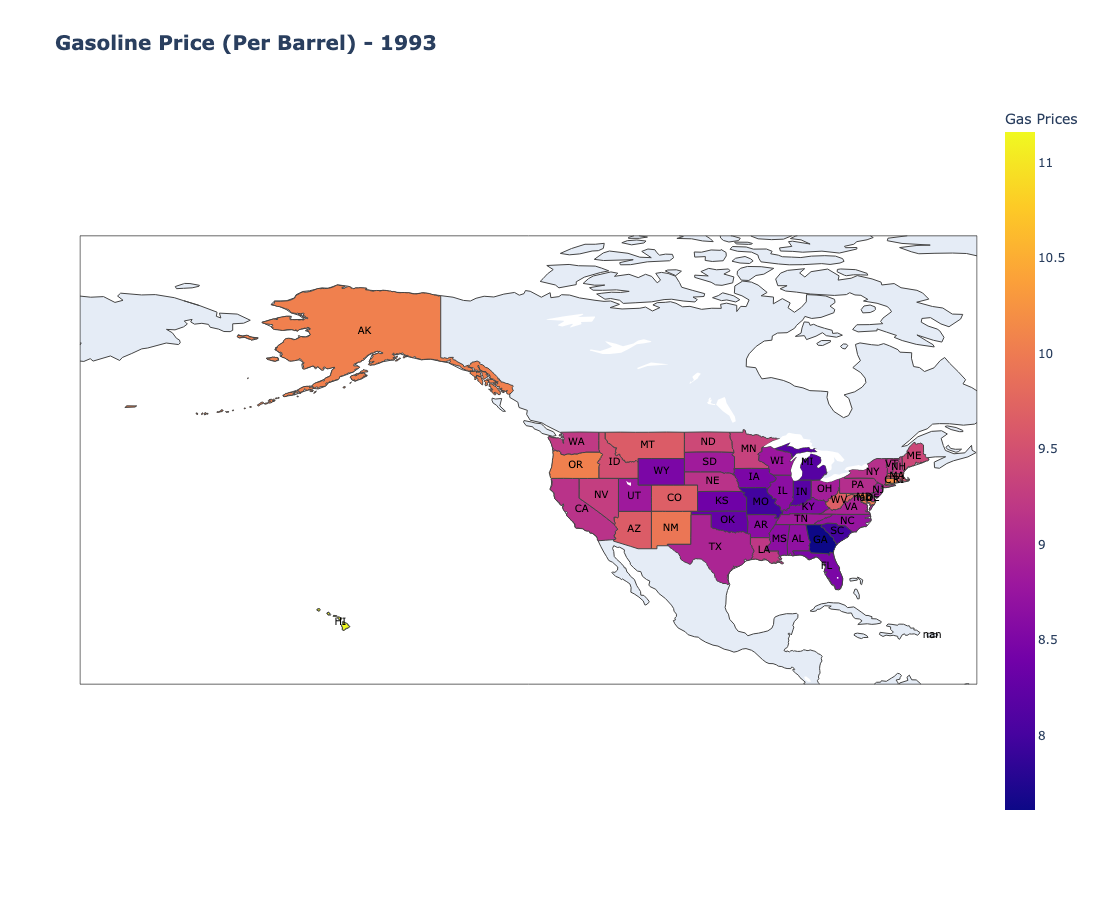 Gasoline Price (Per Barrel) - 1993
Gas Prices
11
10.5
10
9.5
9
8.5
8
AK
WA
MT
ND
MN
ME
OR
ID
WY
SD
WI
MI
VT
NH
NY
MA
RI
NE
IA
PA
NV
UT
CO
KS
MO
IL
IN
OH
NJ
WV
MD
DE
VA
CA
KY
AZ
NM
OK
AR
TN
NC
SC
TX
LA
MS
AL
GA
FL
HI
nan